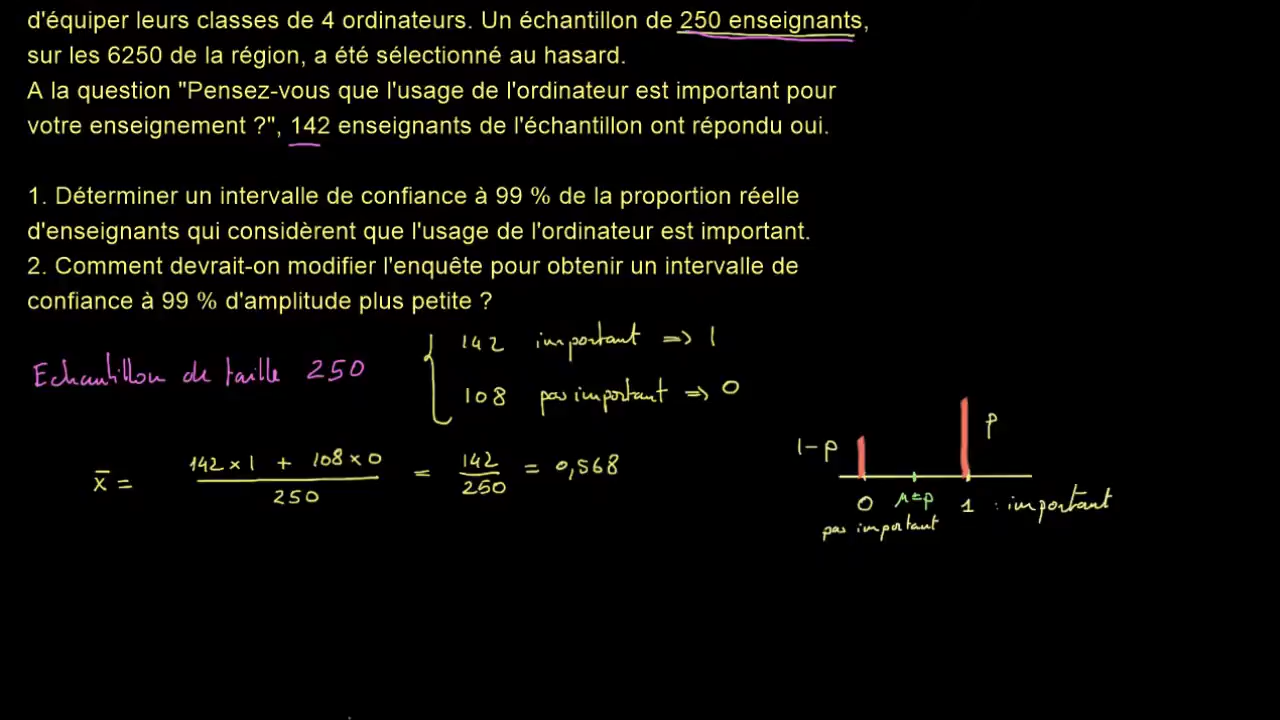 d'équiper leurs classes de 4 ordinateurs. Un échantillon de 250 enseignants,
sur les 6250 de la région, a été sélectionné au hasard.
A la question "Pensez-vous que l'usage de l'ordinateur est important pour
votre enseignement ?", 142 enseignants de l'échantillon ont répondu oui.
1. Déterminer un intervalle de confiance à 99 % de la proportion réelle
d'enseignants qui considèrent que l'usage de l'ordinateur est important.
2. Comment devrait-on modifier l'enquête pour obtenir un intervalle de
confiance à 99 % d'amplitude plus petite ?
142 important => 1
Echantillon de taille 250
108 pas important => 0
1-p p
x̄ = (142 × 1 + 108 × 0) / 250 = 142 / 250 = 0,568
0 μ=p 1 : important
pas important